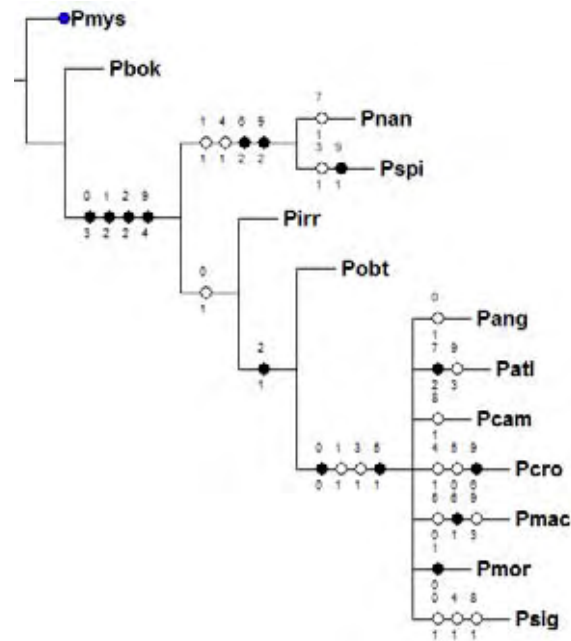 Pmys
Pbok
7
Pnan
1
1 4 6 9
1 1 2 2
3 9
Pspi
1 1
0 1 2 9
3 2 2 4
Pirr
0
1
Pobt
0
Pang
1
2
1
7 9
Patl
2 3
8
Pcam
1
0 1 3 5
0 1 1 1
4 5 9
Pcro
1 0 0
5 6 9
Pmac
0 1 3
1
Pmor
0
0 4 8
Psig
1 1 1